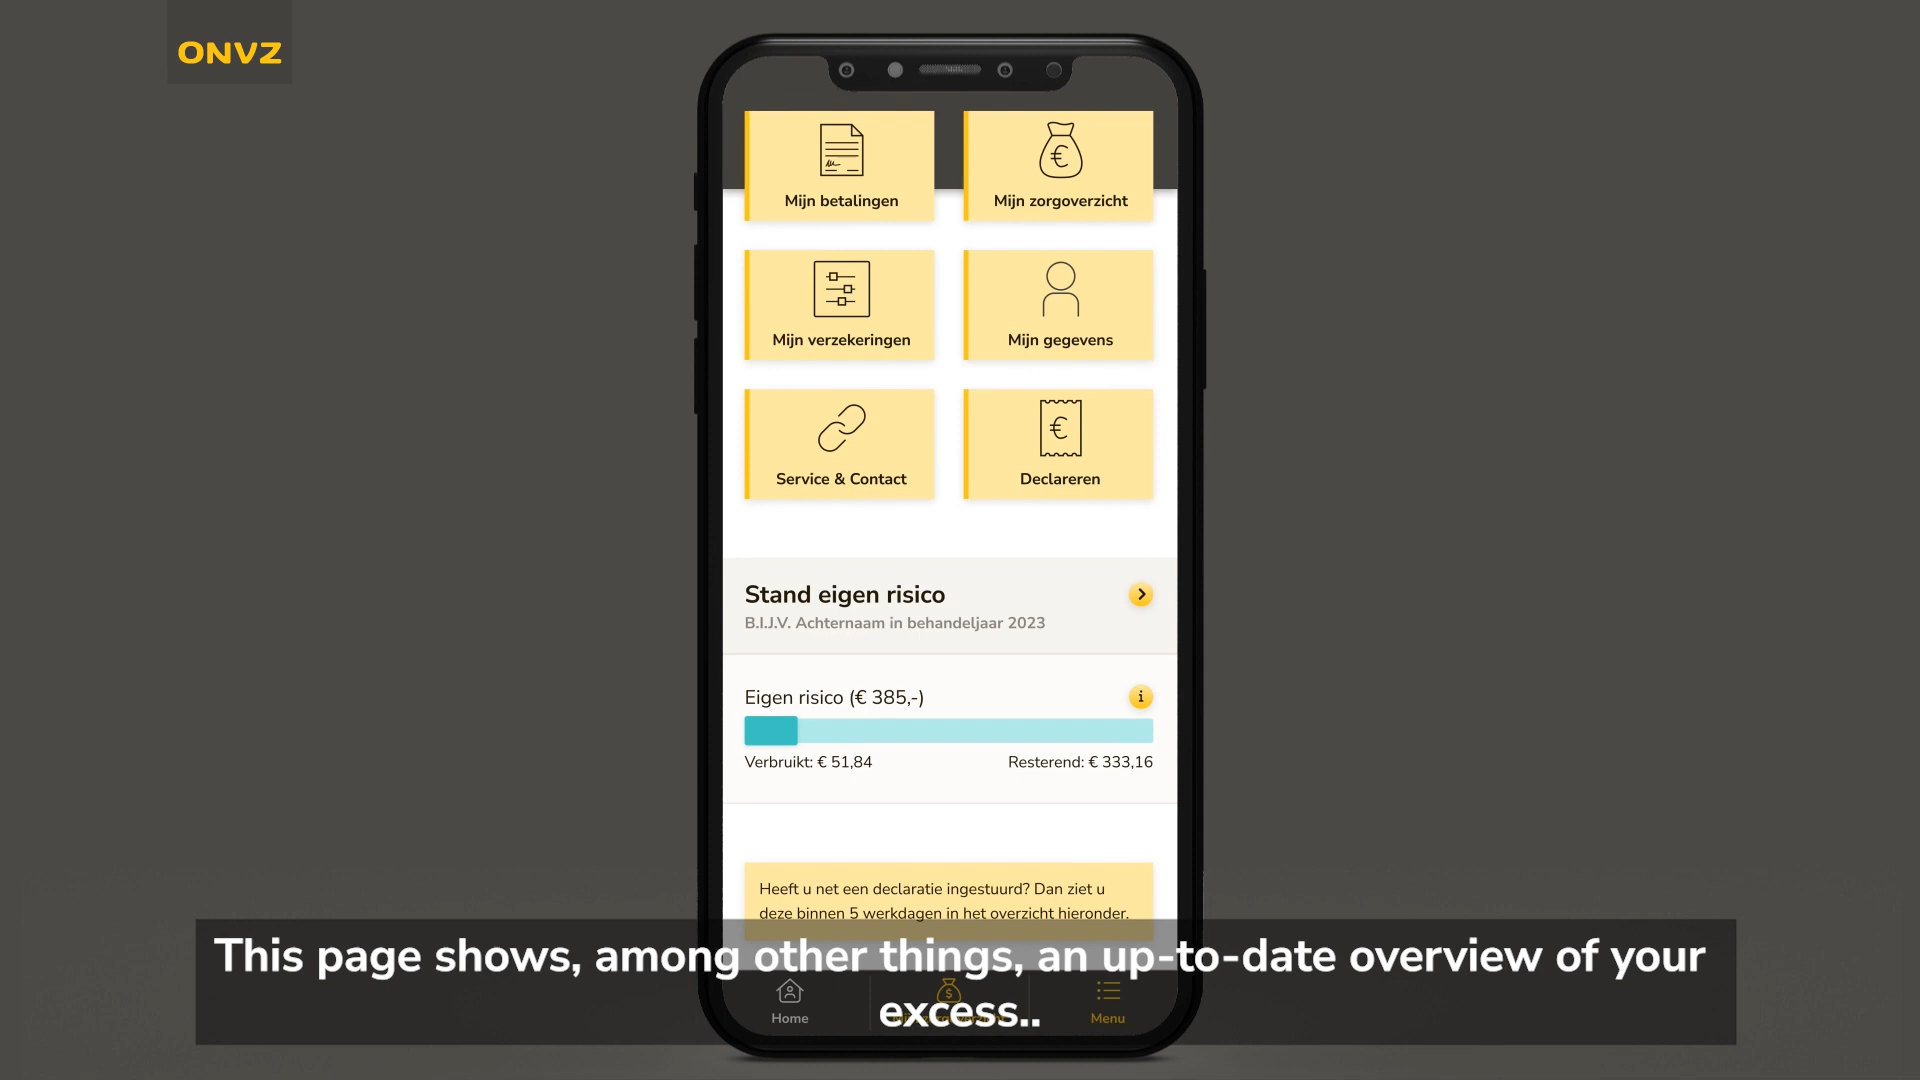 ONVZ
Mijn betalingen
Mijn zorgoverzicht
Mijn verzekeringen
Mijn gegevens
Service & Contact
Declareren
Stand eigen risico
B.I.J.V. Achternaam in behandeljaar 2023
Eigen risico (€ 385,-)
Verbruikt: € 51,84
Resterend: € 333,16
Heeft u net een declaratie ingestuurd? Dan ziet u
deze binnen 5 werkdagen in het overzicht hieronder.
This page shows, among other things, an up-to-date overview of your
excess..
Home
Menu